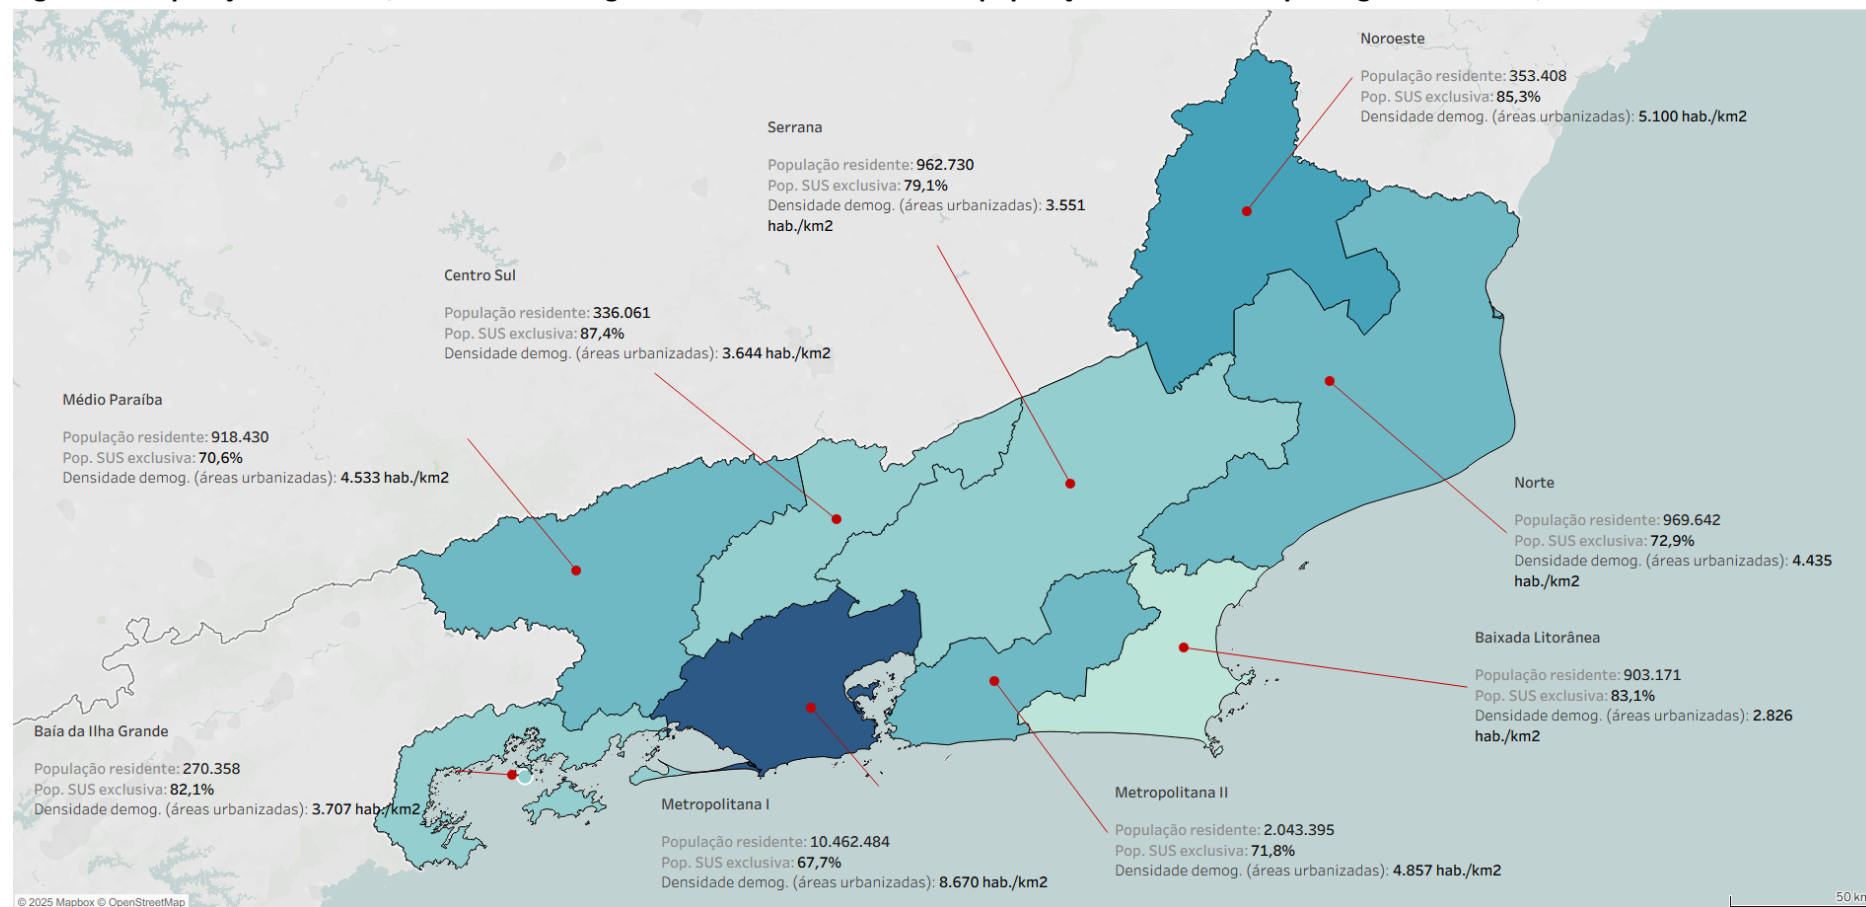 Noroeste
População residente: 353.408
Pop. SUS exclusiva: 85,3%
Densidade demog. (áreas urbanizadas): 5.100 hab./km2
Serrana
População residente: 962.730
Pop. SUS exclusiva: 79,1%
Densidade demog. (áreas urbanizadas): 3.551
hab./km2
Centro Sul
População residente: 336.061
Pop. SUS exclusiva: 87,4%
Densidade demog. (áreas urbanizadas): 3.644 hab./km2
Médio Paraíba
População residente: 918.430
Pop. SUS exclusiva: 70,6%
Densidade demog. (áreas urbanizadas): 4.533 hab./km2
Norte
População residente: 969.642
Pop. SUS exclusiva: 72,9%
Densidade demog. (áreas urbanizadas): 4.435
hab./km2
Baixada Litorânea
População residente: 903.171
Pop. SUS exclusiva: 83,1%
Densidade demog. (áreas urbanizadas): 2.826
hab./km2
Baía da Ilha Grande
População residente: 270.358
Pop. SUS exclusiva: 82,1%
Densidade demog. (áreas urbanizadas): 3.707 hab./km2
Metropolitana I
População residente: 10.462.484
Pop. SUS exclusiva: 67,7%
Densidade demog. (áreas urbanizadas): 8.670 hab./km2
Metropolitana II
População residente: 2.043.395
Pop. SUS exclusiva: 71,8%
Densidade demog. (áreas urbanizadas): 4.857 hab./km2
© 2025 Mapbox © OpenStreetMap
50 km